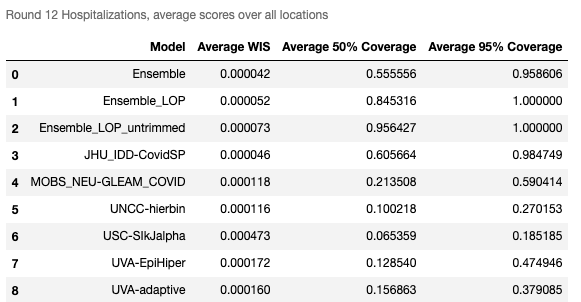 Round 12 Hospitalizations, average scores over all locations
Model Average WIS Average 50% Coverage Average 95% Coverage
0 Ensemble 0.000042 0.555556 0.958606
1 Ensemble_LOP 0.000052 0.845316 1.000000
2 Ensemble_LOP_untrimmed 0.000073 0.956427 1.000000
3 JHU_IDD-CovidSP 0.000046 0.605664 0.984749
4 MOBS_NEU-GLEAM_COVID 0.000118 0.213508 0.590414
5 UNCC-hierbin 0.000116 0.100218 0.270153
6 USC-SIkJalpha 0.000473 0.065359 0.185185
7 UVA-EpiHiper 0.000172 0.128540 0.474946
8 UVA-adaptive 0.000160 0.156863 0.379085